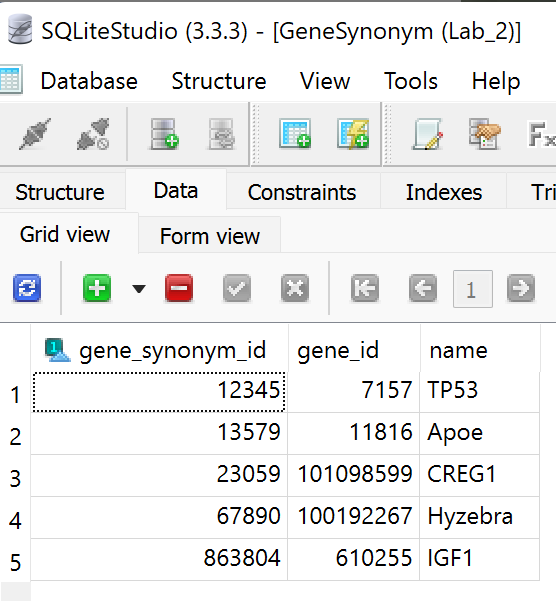 SQLiteStudio (3.3.3) - [GeneSynonym (Lab_2)]
Database Structure View Tools Help
Fx
Structure Data Constraints Indexes Tri
Grid view Form view
1
1 gene_synonym_id gene_id name
1 12345 7157 TP53
2 13579 11816 Apoe
3 23059 101098599 CREG1
4 67890 100192267 Hyzebra
5 863804 610255 IGF1